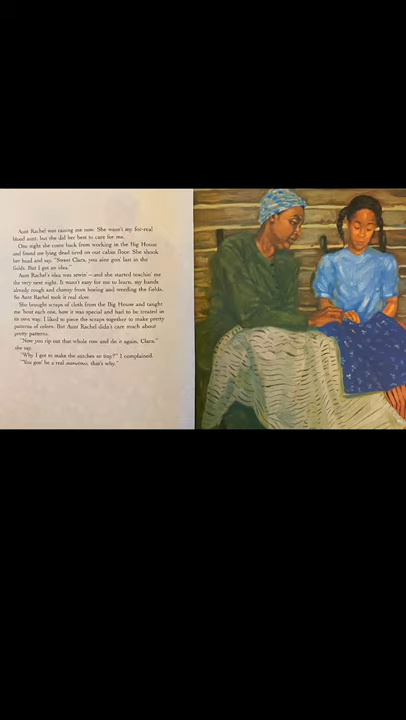 Aunt Rachel was raising me now. She wasn't my for-real
blood aunt, but she did her best to care for me.
One night she come back from working in the Big House
and found me lying dead tired on our cabin floor. She shook
her head and say, "Sweet Clara, you aine gon' last in the
fields. But I got an idea."
Aunt Rachel's idea was sewin'—and she started teachin' me
the very next night. It wasn't easy for me to learn, my hands
already rough and clumsy from hoeing and weeding the fields.
So Aunt Rachel took it real slow.
She brought scraps of cloth from the Big House and taught
me 'bout each one, how it was special and had to be treated in
its own way. I liked to piece the scraps together to make pretty
patterns of colors. But Aunt Rachel didn't care much about
pretty patterns.
"Now you rip out that whole row and do it again, Clara,"
she say.
"Why I got to make the stitches so tiny?" I complained.
"You gon' be a real seamstress, that's why."